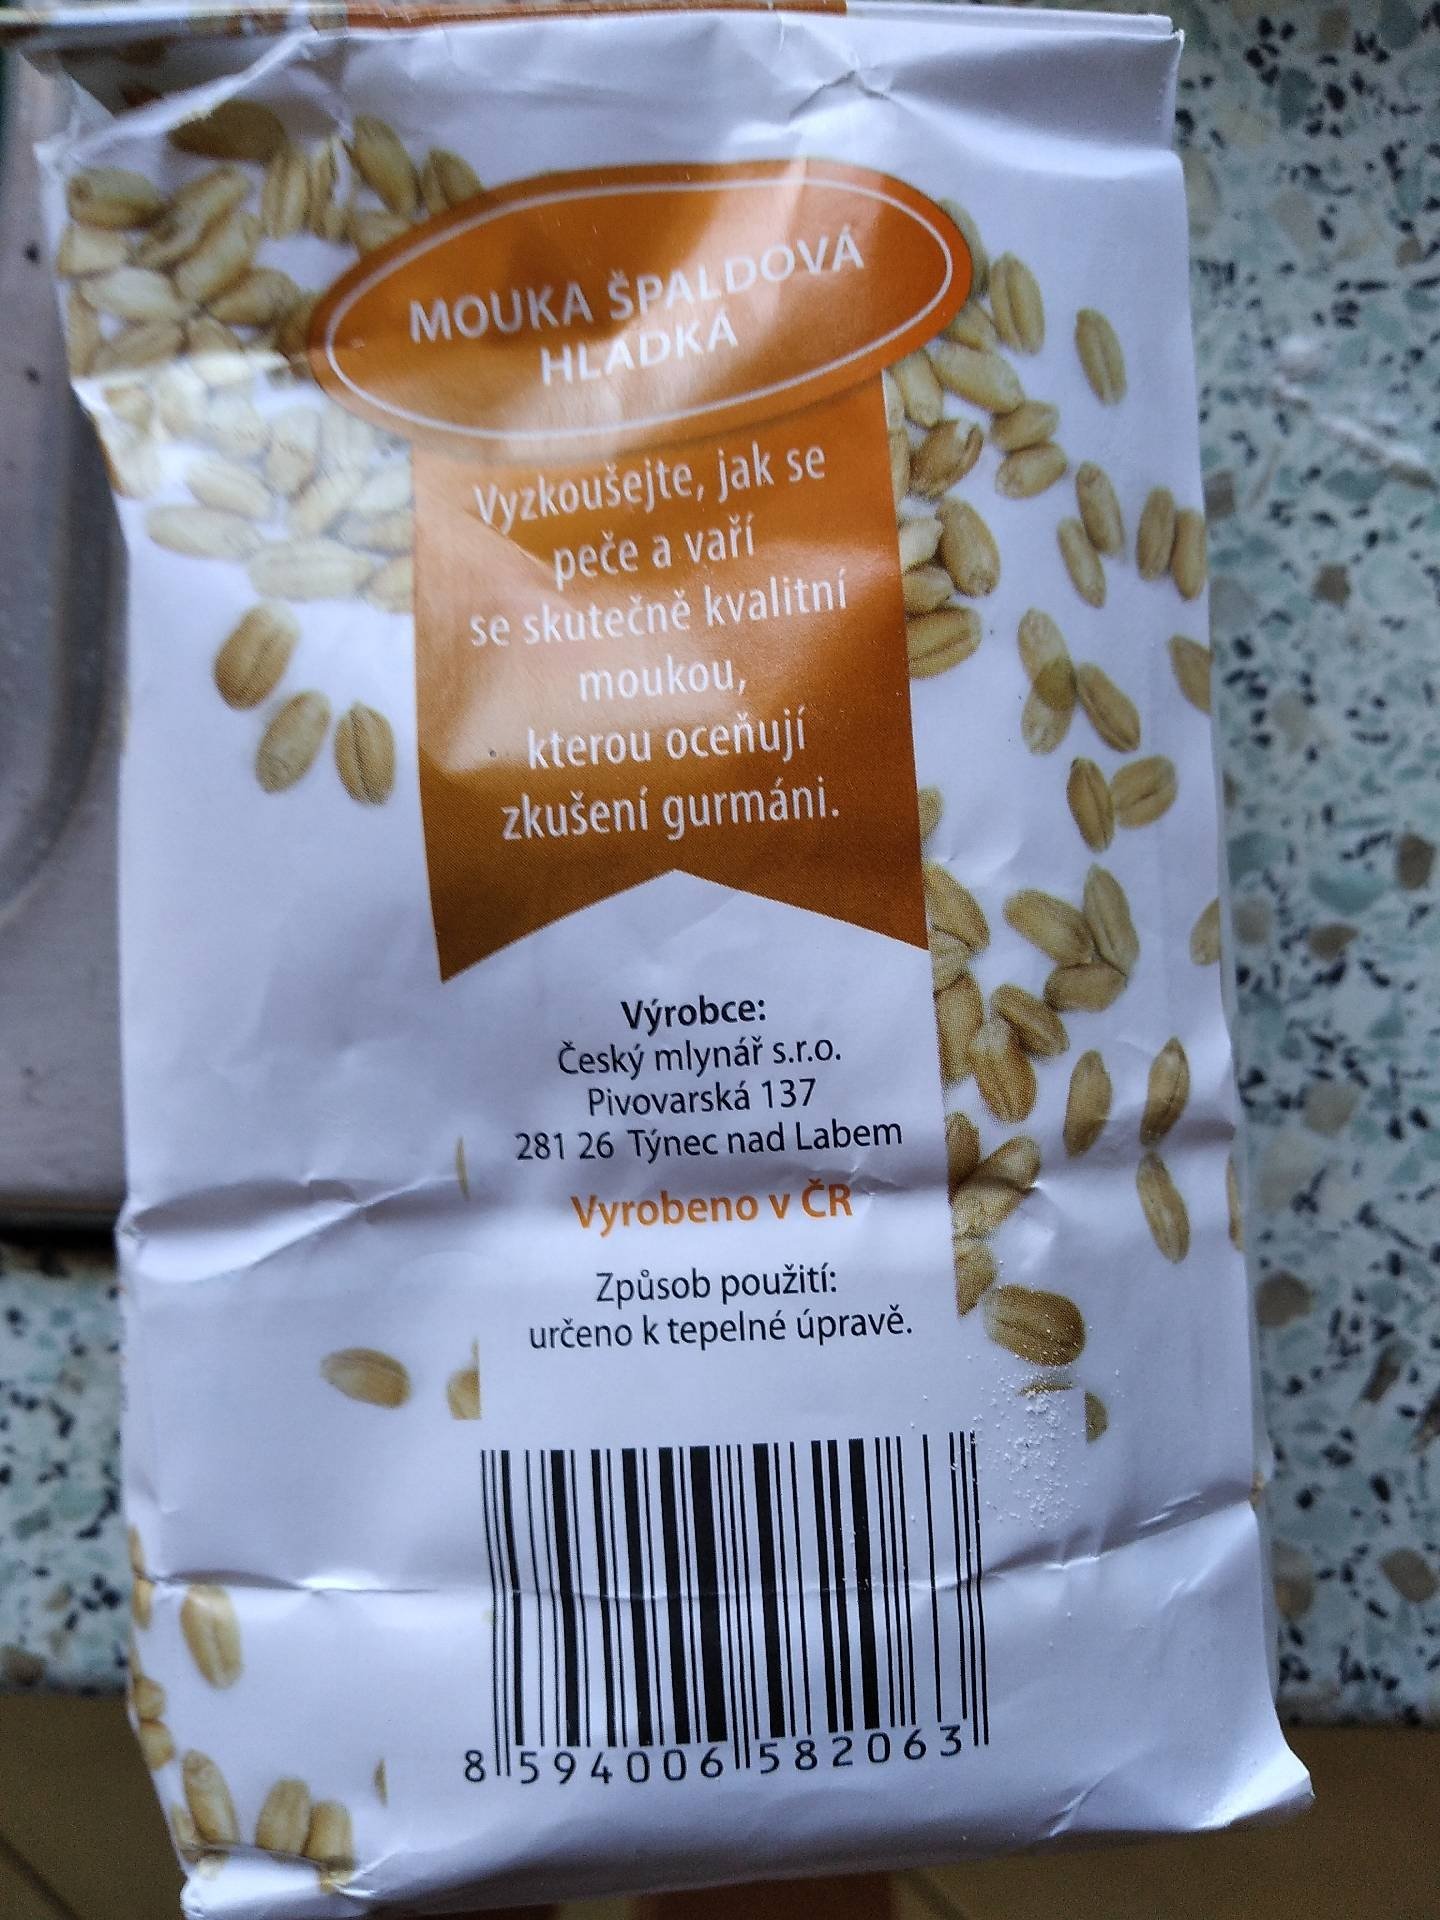 MOUKA ŠPALDOVÁ
HLADKÁ
Vyzkoušejte, jak se
peče a vaří
se skutečně kvalitní
moukou,
kterou oceňují
zkušení gurmáni.
Výrobce:
Český mlynář s.r.o.
Pivovarská 137
281 26 Týnec nad Labem
Vyrobeno v ČR
Způsob použití:
určeno k tepelné úpravě.
8 594006 582063